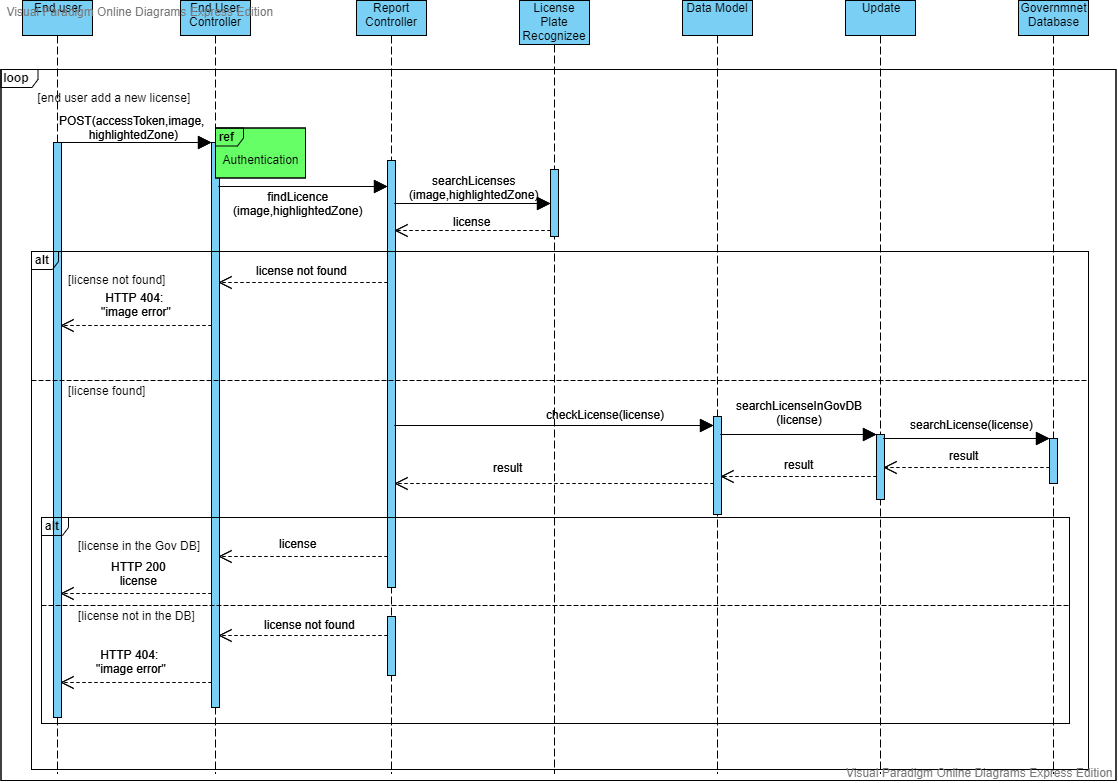 Visual Paradigm Online Diagrams Express Edition
End user
End User
Controller
Report
Controller
License
Plate
Recognizee
Data Model
Update
Governmnet
Database
loop
[end user add a new license]
POST(accessToken,image,
highlightedZone)
ref
Authentication
findLicence
(image,highlightedZone)
searchLicenses
(image,highlightedZone)
license
alt
[license not found]
license not found
HTTP 404:
"image error"
[license found]
checkLicense(license)
searchLicenseInGovDB
(license)
searchLicense(license)
result
result
result
alt
[license in the Gov DB]
license
HTTP 200
license
[license not in the DB]
license not found
HTTP 404:
"image error"
Visual Paradigm Online Diagrams Express Edition